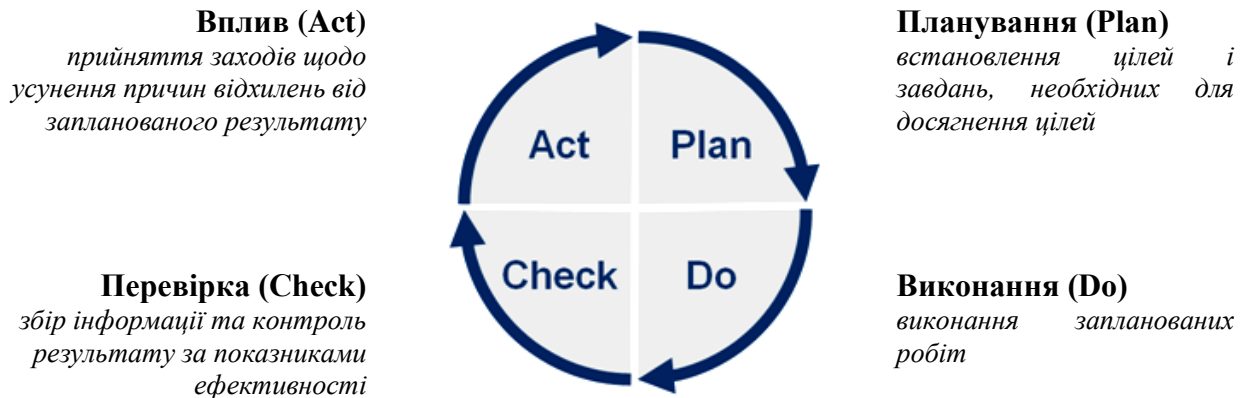 Вплив (Act)
прийняття заходів щодо
усунення причин відхилень від
запланованого результату
Планування (Plan)
встановлення цілей і
завдань, необхідних для
досягнення цілей
Act
Plan
Check
Do
Перевірка (Check)
збір інформації та контроль
результату за показниками
ефективності
Виконання (Do)
виконання запланованих
робіт